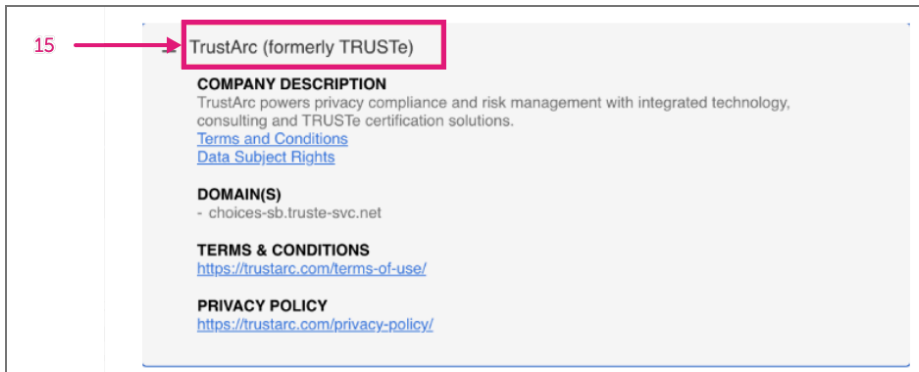 15
TrustArc (formerly TRUSTe)
COMPANY DESCRIPTION
TrustArc powers privacy compliance and risk management with integrated technology,
consulting and TRUSTe certification solutions.
Terms and Conditions
Data Subject Rights
DOMAIN(S)
- choices-sb.truste-svc.net
TERMS & CONDITIONS
https://trustarc.com/terms-of-use/
PRIVACY POLICY
https://trustarc.com/privacy-policy/